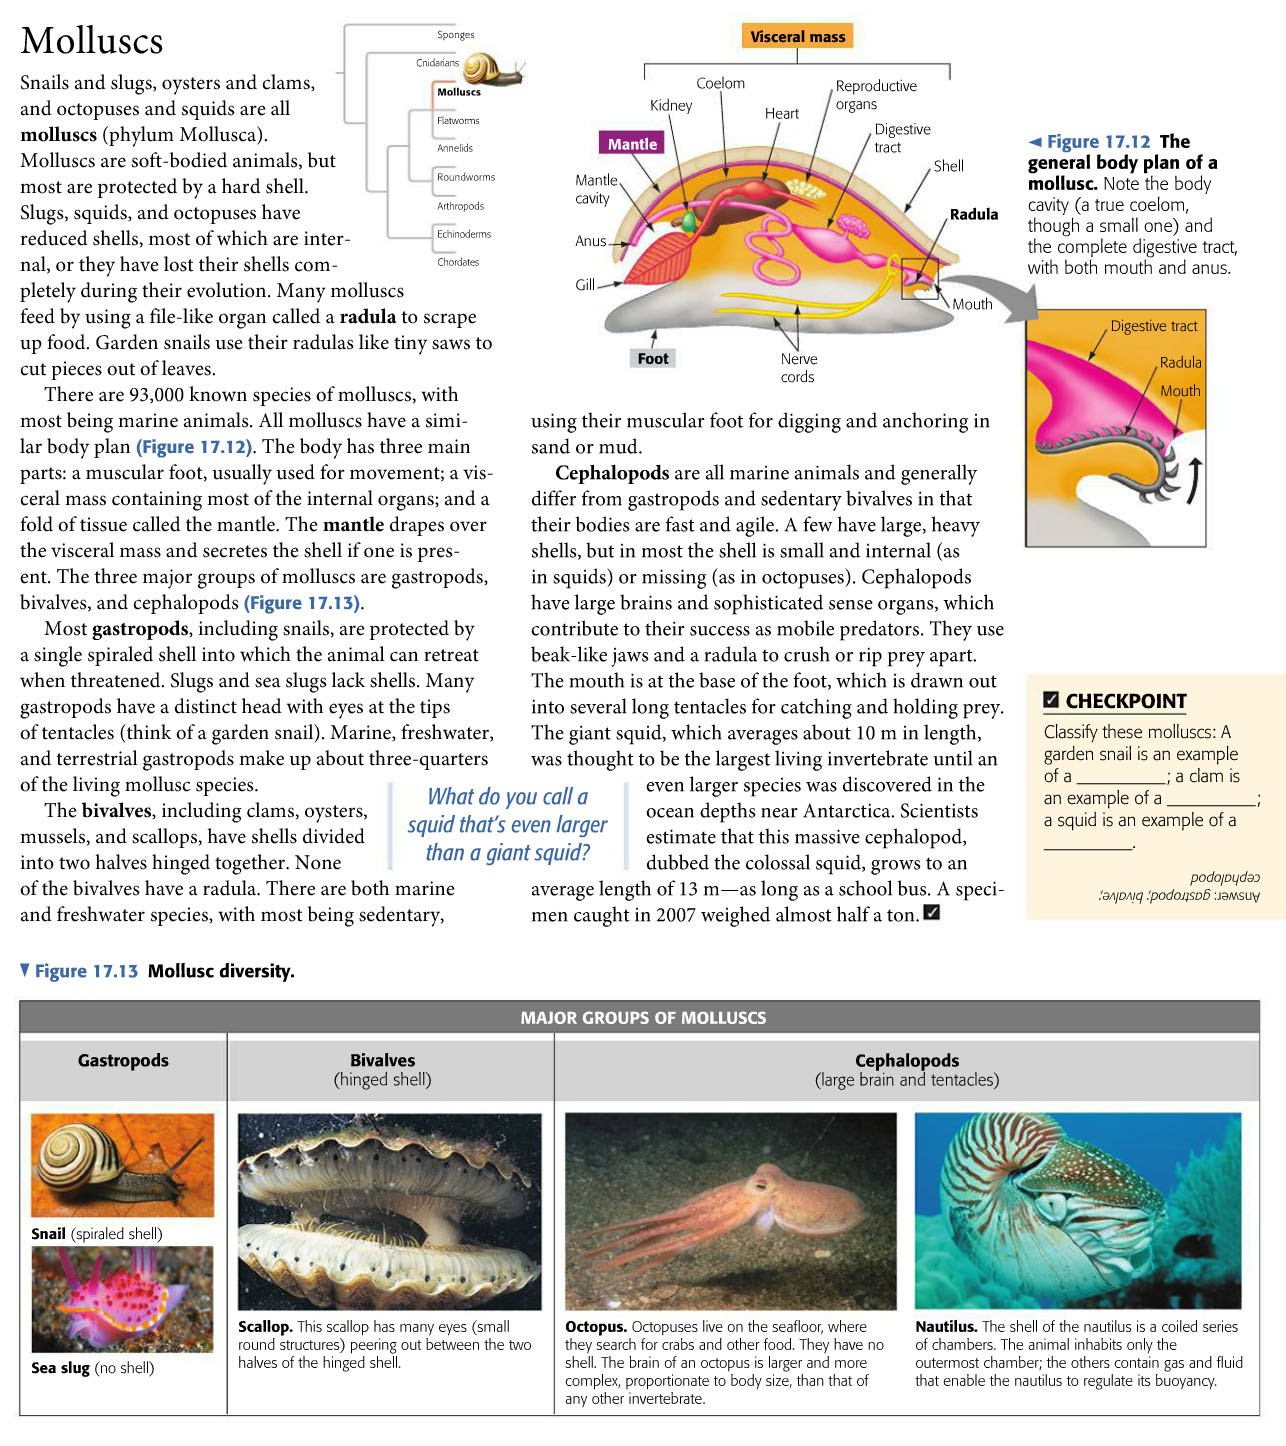 Molluscs
Snails and slugs, oysters and clams,
and octopuses and squids are all
molluscs (phylum Mollusca).
Molluscs are soft-bodied animals, but
most are protected by a hard shell.
Slugs, squids, and octopuses have
reduced shells, most of which are inter-
nal, or they have lost their shells com-
pletely during their evolution. Many molluscs
feed by using a file-like organ called a radula to scrape
up food. Garden snails use their radulas like tiny saws to
cut pieces out of leaves.
There are 93,000 known species of molluscs, with
most being marine animals. All molluscs have a simi-
lar body plan (Figure 17.12). The body has three main
parts: a muscular foot, usually used for movement; a vis-
ceral mass containing most of the internal organs; and a
fold of tissue called the mantle. The mantle drapes over
the visceral mass and secretes the shell if one is pres-
ent. The three major groups of molluscs are gastropods,
bivalves, and cephalopods (Figure 17.13).
Most gastropods, including snails, are protected by
a single spiraled shell into which the animal can retreat
when threatened. Slugs and sea slugs lack shells. Many
gastropods have a distinct head with eyes at the tips
of tentacles (think of a garden snail). Marine, freshwater,
and terrestrial gastropods make up about three-quarters
of the living mollusc species.
The bivalves, including clams, oysters,
mussels, and scallops, have shells divided
into two halves hinged together. None
of the bivalves have a radula. There are both marine
and freshwater species, with most being sedentary,
Sponges
Cnidarians
Molluscs
Flatworms
Annelids
Roundworms
Arthropods
Echinoderms
Chordates
Visceral mass
Coelom
Reproductive
organs
Kidney
Heart
Digestive
tract
Mantle
Shell
Mantle
cavity
Radula
Anus
Gill
Mouth
Foot
Nerve
cords
◄ Figure 17.12 The
general body plan of a
mollusc. Note the body
cavity (a true coelom,
though a small one) and
the complete digestive tract,
with both mouth and anus.
Digestive tract
Radula
Mouth
using their muscular foot for digging and anchoring in
sand or mud.
Cephalopods are all marine animals and generally
differ from gastropods and sedentary bivalves in that
their bodies are fast and agile. A few have large, heavy
shells, but in most the shell is small and internal (as
in squids) or missing (as in octopuses). Cephalopods
have large brains and sophisticated sense organs, which
contribute to their success as mobile predators. They use
beak-like jaws and a radula to crush or rip prey apart.
The mouth is at the base of the foot, which is drawn out
into several long tentacles for catching and holding prey.
The giant squid, which averages about 10 m in length,
was thought to be the largest living invertebrate until an
even larger species was discovered in the
ocean depths near Antarctica. Scientists
estimate that this massive cephalopod,
dubbed the colossal squid, grows to an
average length of 13 m—as long as a school bus. A speci-
men caught in 2007 weighed almost half a ton. ☑
What do you call a
squid that's even larger
than a giant squid?
☑ CHECKPOINT
Classify these molluscs: A
garden snail is an example
of a __________; a clam is
an example of a __________;
a squid is an example of a
__________.
Answer: gastropod; bivalve;
cephalopod
▼ Figure 17.13 Mollusc diversity.
MAJOR GROUPS OF MOLLUSCS
Gastropods
Bivalves
(hinged shell)
Cephalopods
(large brain and tentacles)
Snail (spiraled shell)
Sea slug (no shell)
Scallop. This scallop has many eyes (small
round structures) peering out between the two
halves of the hinged shell.
Octopus. Octopuses live on the seafloor, where
they search for crabs and other food. They have no
shell. The brain of an octopus is larger and more
complex, proportionate to body size, than that of
any other invertebrate.
Nautilus. The shell of the nautilus is a coiled series
of chambers. The animal inhabits only the
outermost chamber; the others contain gas and fluid
that enable the nautilus to regulate its buoyancy.